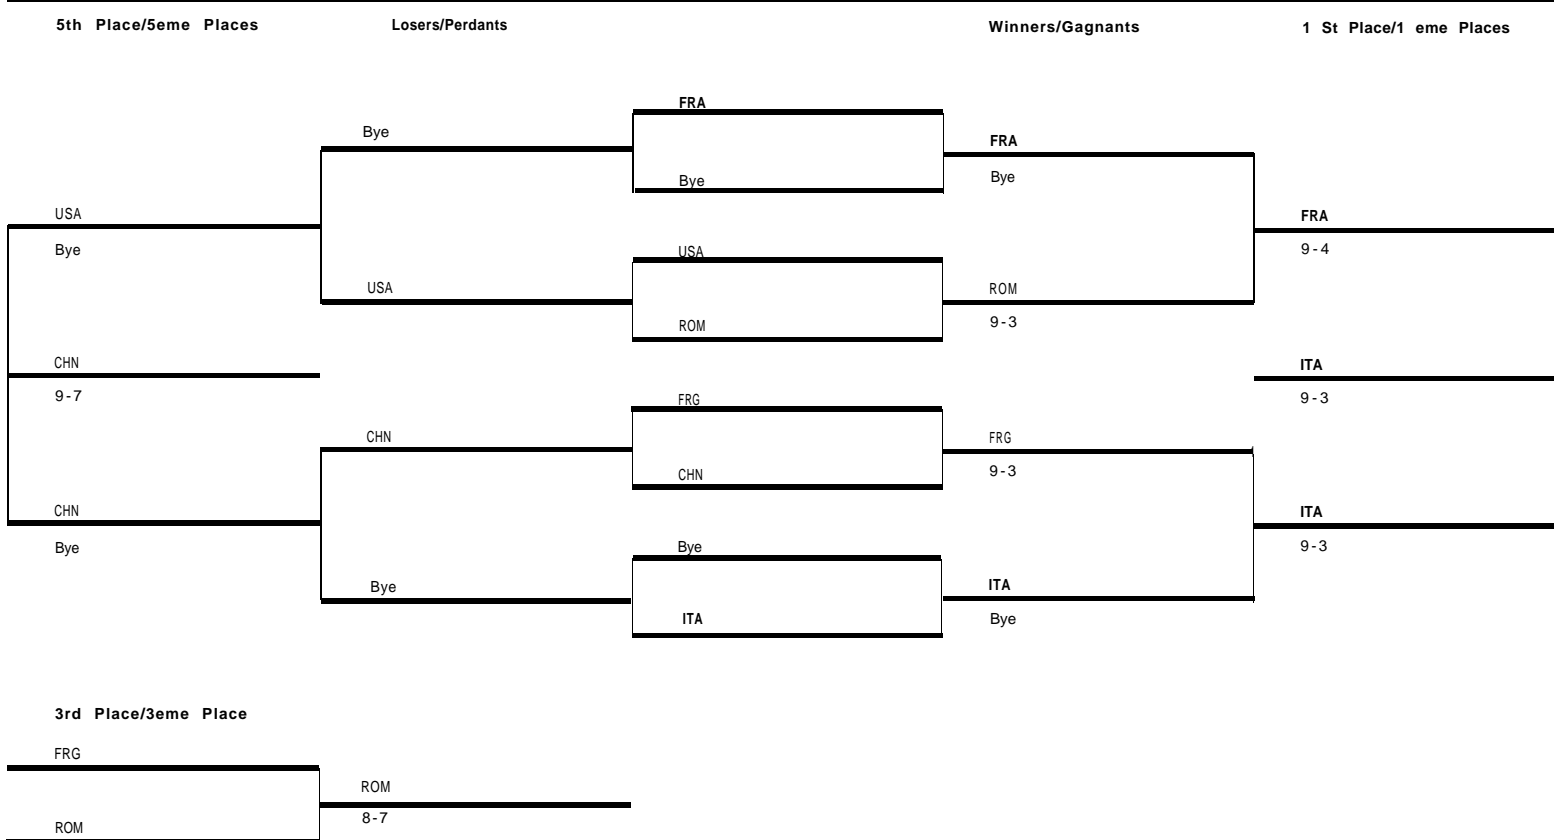 5th Place/5eme Places
Losers/Perdants
Winners/Gagnants
1 St Place/1 eme Places
FRA
Bye
FRA
Bye
Bye
USA
FRA
Bye
USA
9-4
USA
ROM
ROM
9-3
CHN
ITA
9-7
FRG
9-3
CHN
FRG
CHN
9-3
CHN
ITA
Bye
Bye
9-3
Bye
ITA
ITA
Bye
3rd Place/3eme Place
FRG
ROM
8-7
ROM